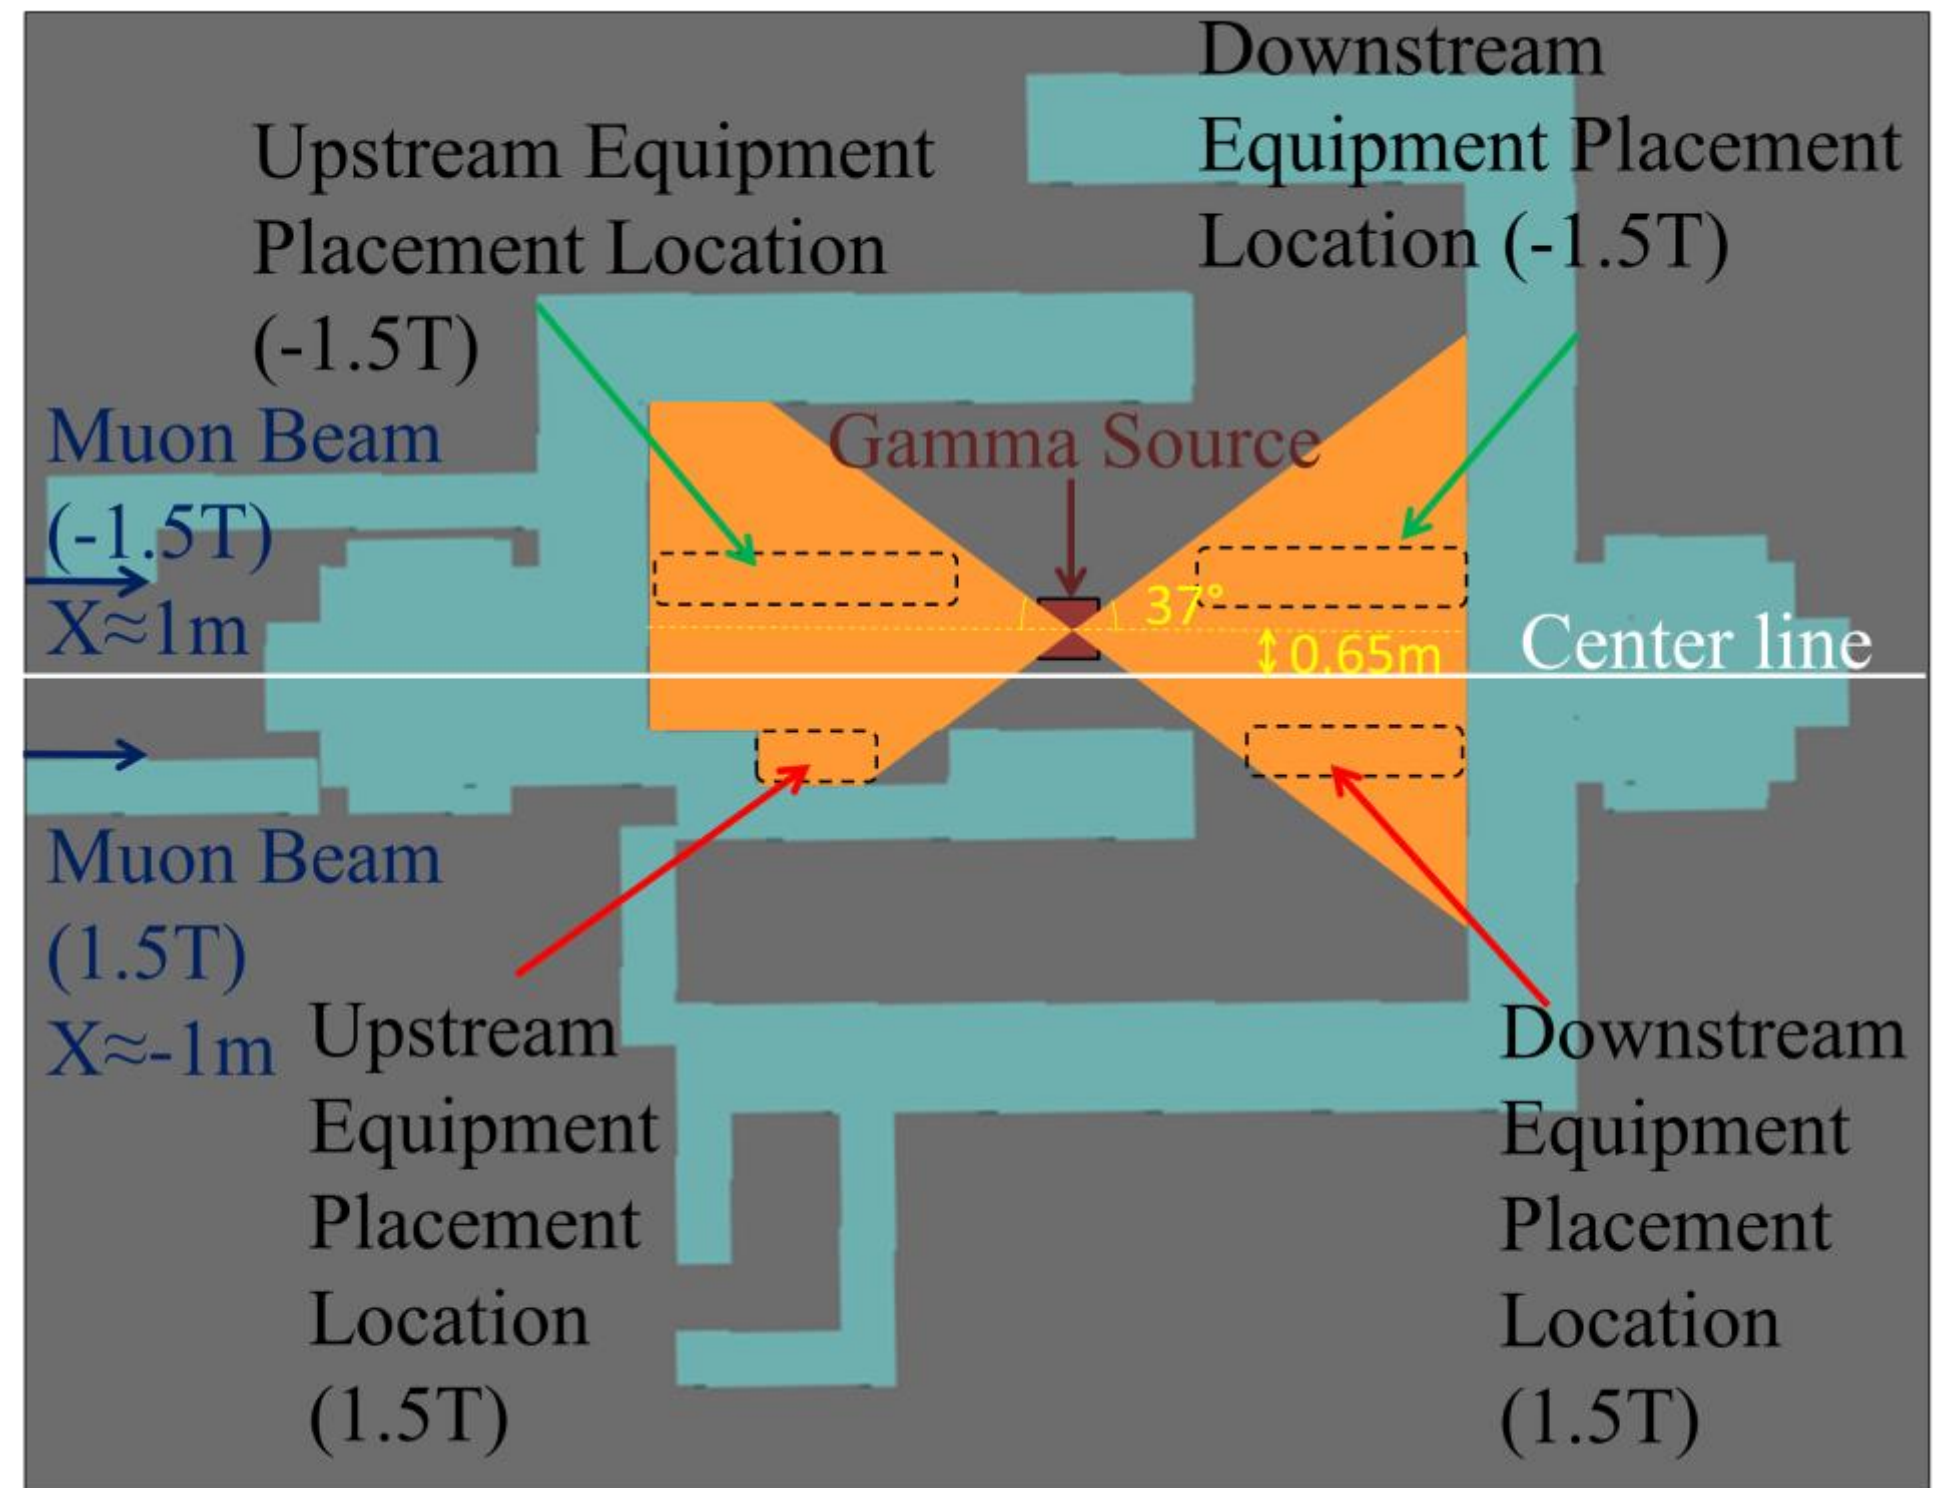 Downstream
Equipment Placement
Location (-1.5T)
Upstream Equipment
Placement Location
(-1.5T)
Muon Beam
(-1.5T)
X≈1m
Gamma Source
37°
0.65m
Center line
Muon Beam
(1.5T)
X≈-1m
Upstream
Equipment
Placement
Location
(1.5T)
Downstream
Equipment
Placement
Location
(1.5T)